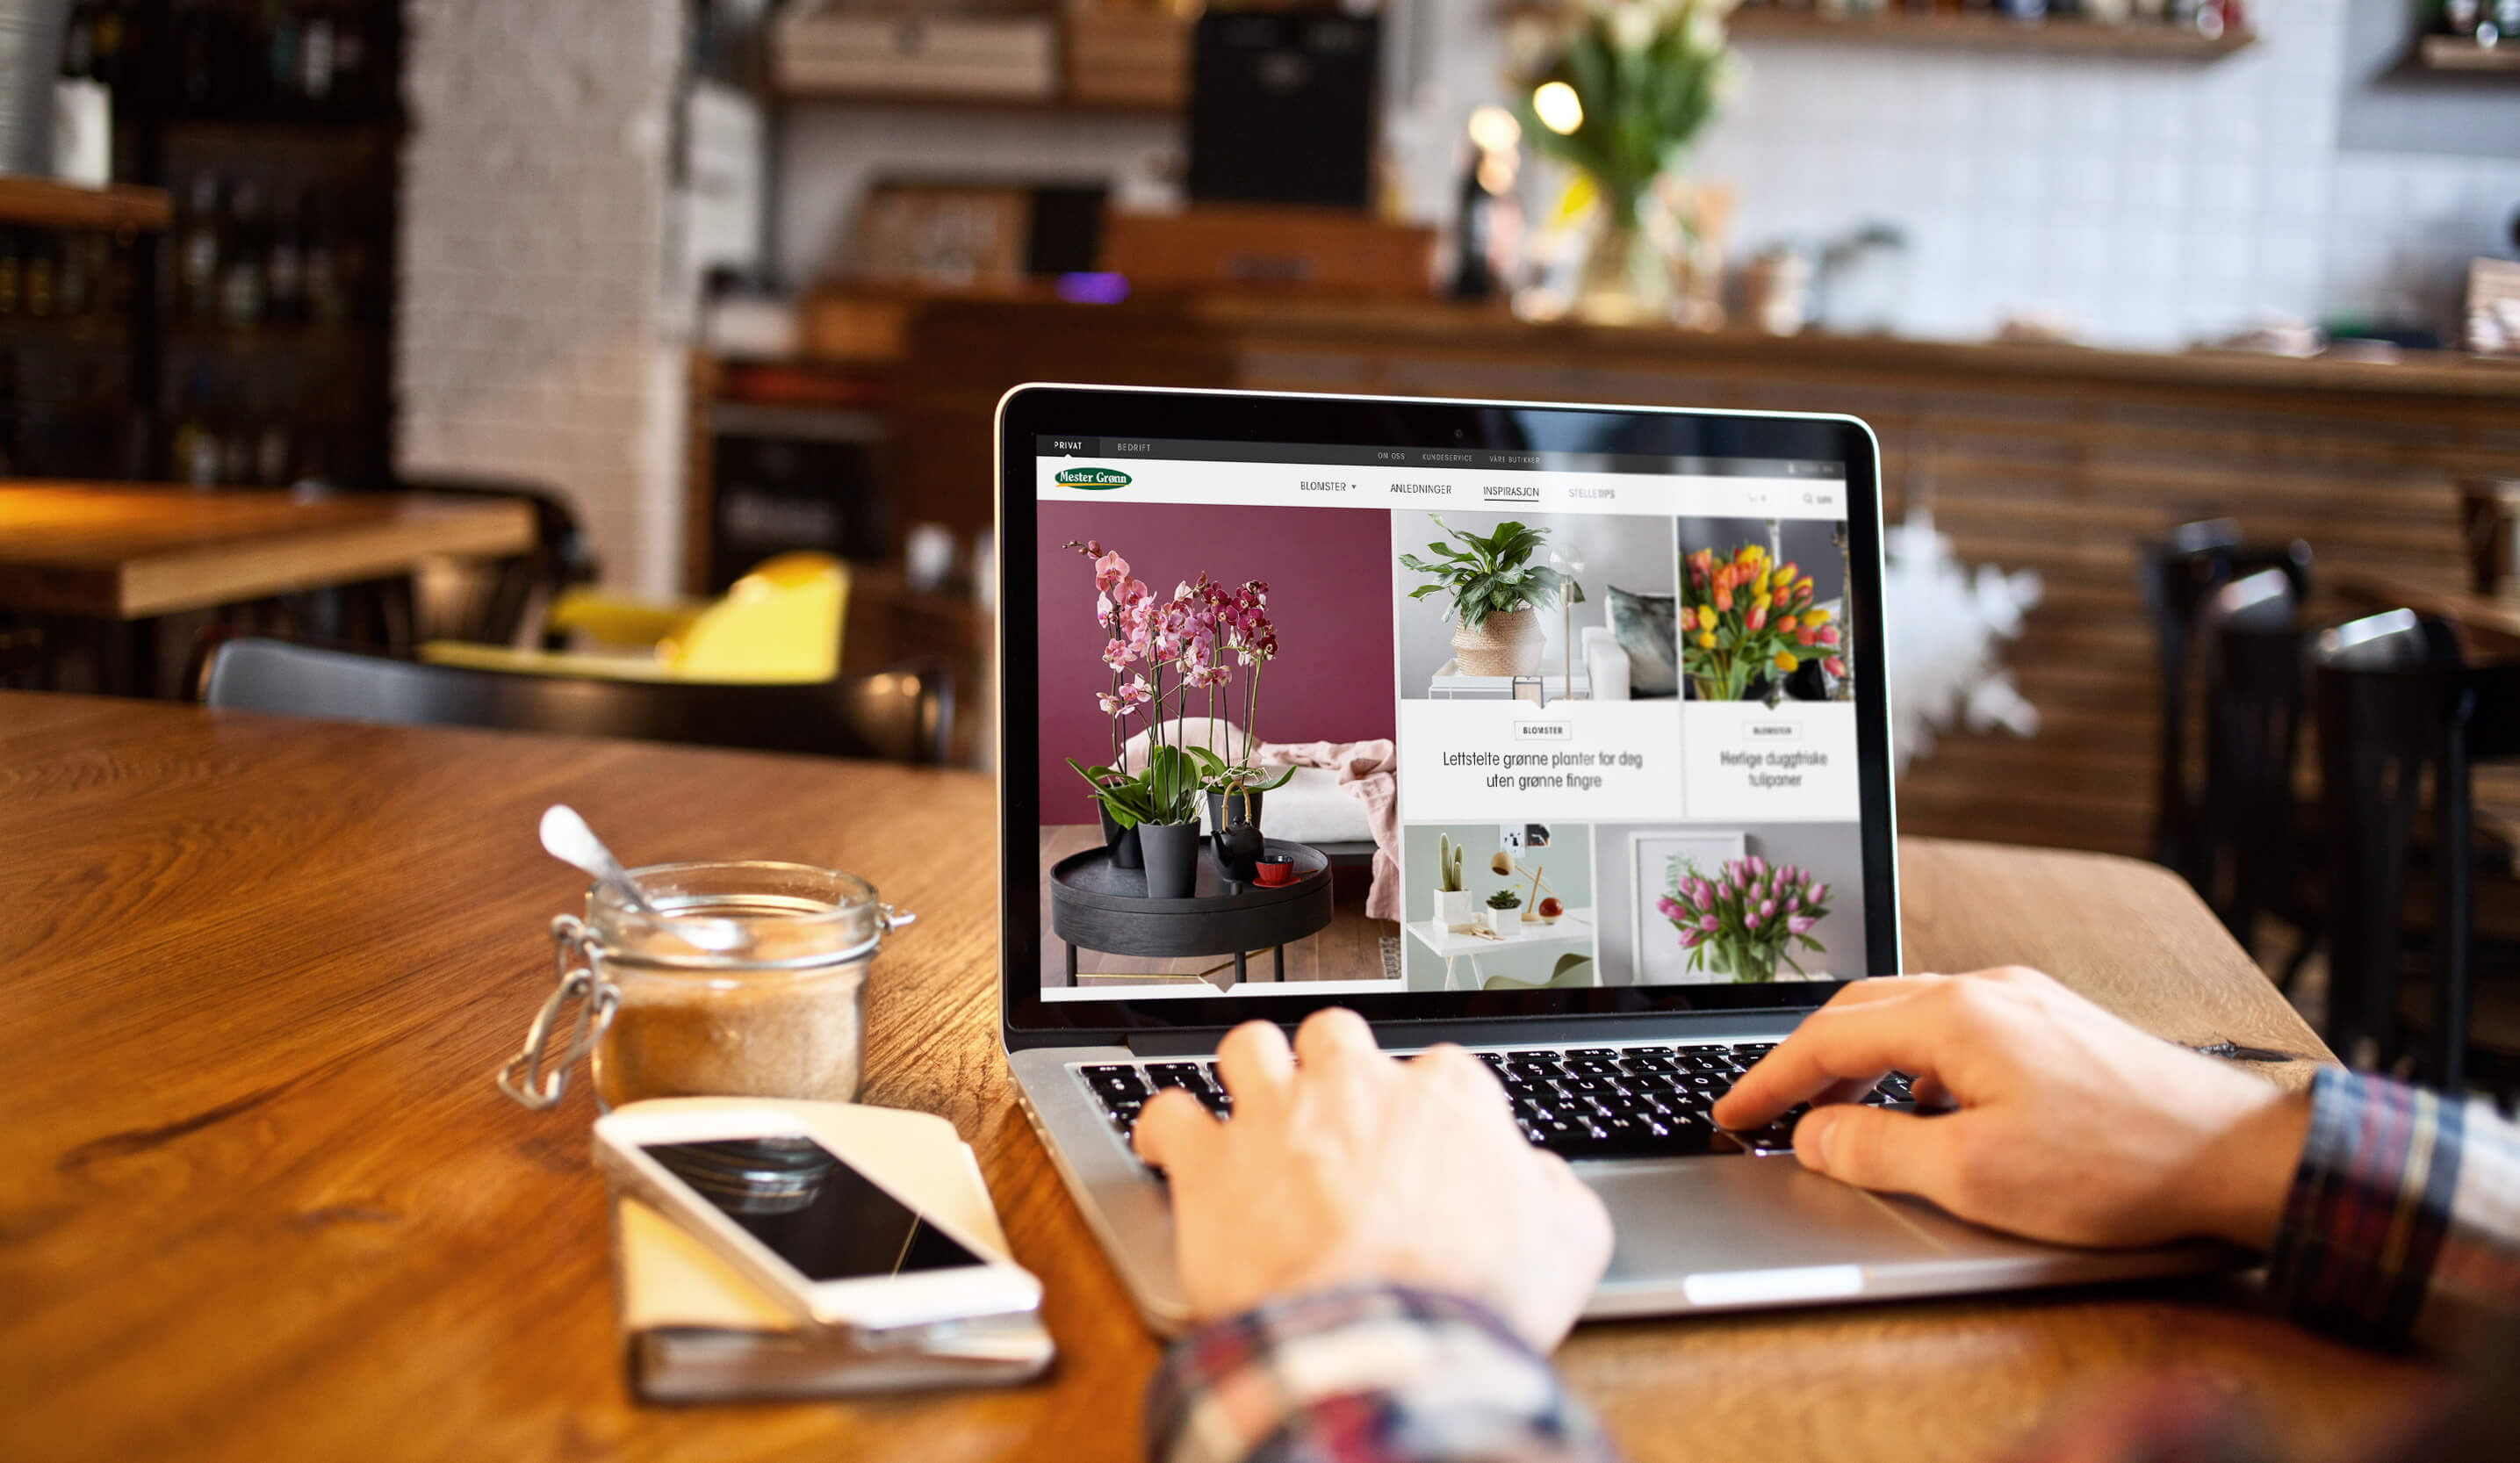 PRIVAT BEDRIFT
OM OSS KUNDESERVICE VÅRE BUTIKKER
Mester Grønn
BLOMSTER ANLEDNINGER INSPIRASJON STELLETIPS
BLOMSTER
Lettstelte grønne planter for deg
uten grønne fingre
BLOMSTER
Herlige duggfriske
tulipaner